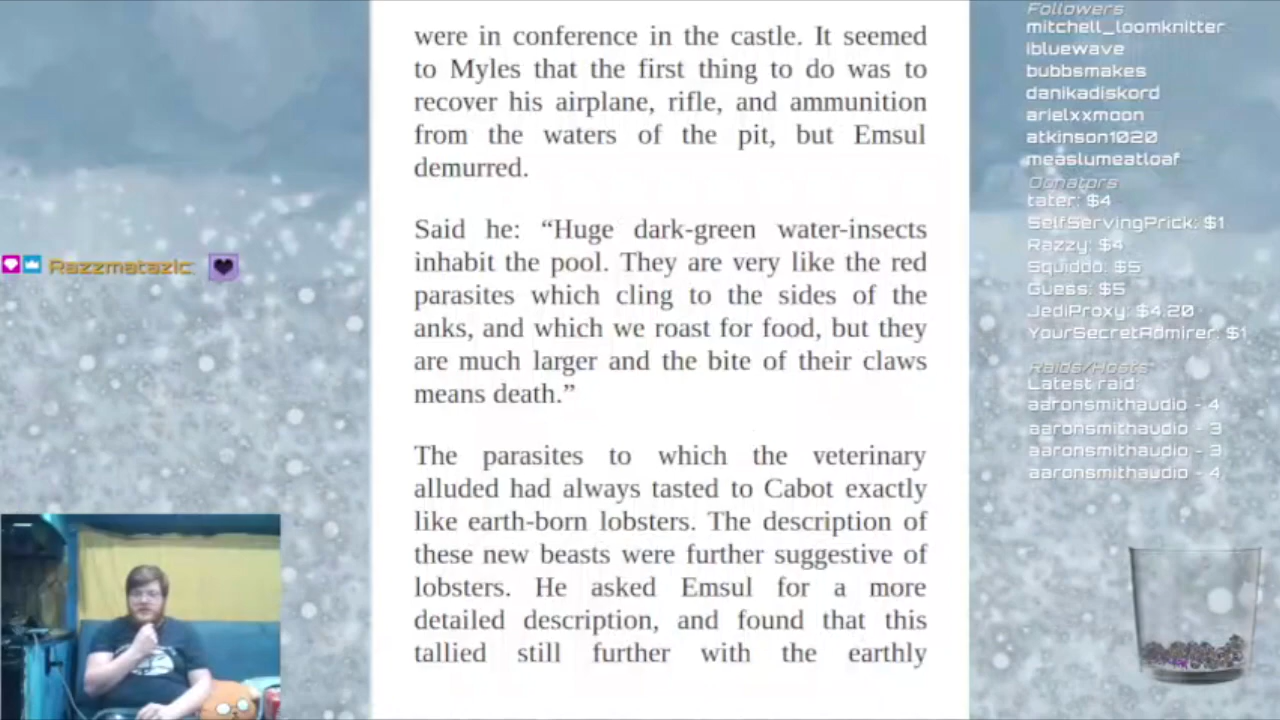 were in conference in the castle. It seemed
to Myles that the first thing to do was to
recover his airplane, rifle, and ammunition
from the waters of the pit, but Emsul
demurred.
Said he: “Huge dark-green water-insects
inhabit the pool. They are very like the red
parasites which cling to the sides of the
anks, and which we roast for food, but they
are much larger and the bite of their claws
means death.”
The parasites to which the veterinary
alluded had always tasted to Cabot exactly
like earth-born lobsters. The description of
these new beasts were further suggestive of
lobsters. He asked Emsul for a more
detailed description, and found that this
tallied still further with the earthly
Razzmatazic
Followers
mitchell_loomknitter
ibluewave
bubbsmakes
danikadiskord
arielxxmoon
atkinson1020
measlumeatloaf
Donators
tater: $4
SelfServingPrick: $1
Razzy: $4
Squidoo: $5
Guess: $5
JediProxy: $4.20
YourSecretAdmirer: $1
Raids/Hosts
Latest raid:
aaronsmithaudio - 4
aaronsmithaudio - 3
aaronsmithaudio - 3
aaronsmithaudio - 4